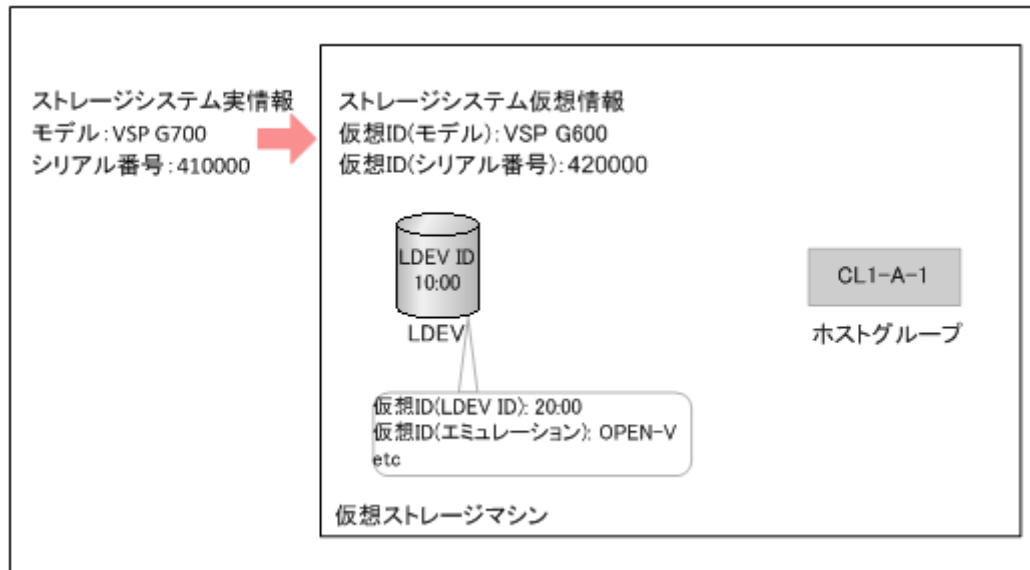 ストレージシステム実情報
モデル:VSP G700
シリアル番号:410000
ストレージシステム仮想情報
仮想ID(モデル):VSP G600
仮想ID(シリアル番号):420000
LDEV ID
10:00
LDEV
CL1-A-1
ホストグループ
仮想ID(LDEV ID): 20:00
仮想ID(エミュレーション): OPEN-V
etc
仮想ストレージマシン